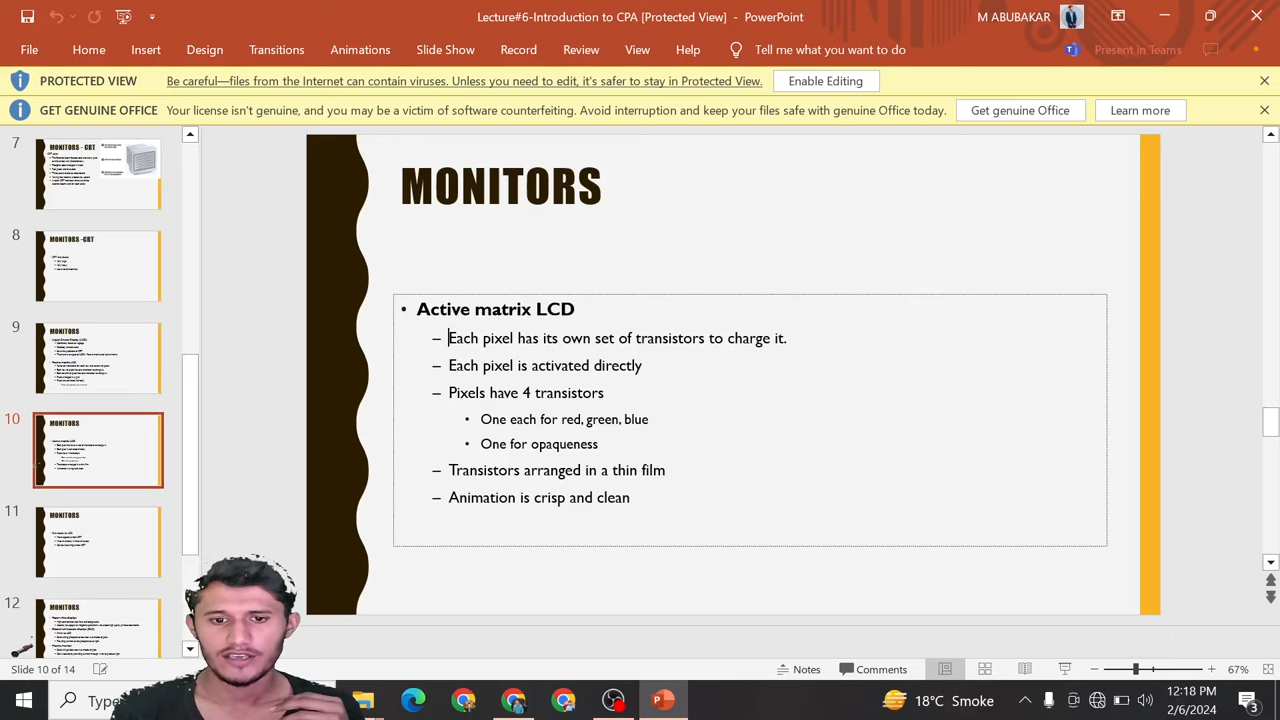 Lecture#6-Introduction to CPA [Protected View] - PowerPoint
M ABUBAKAR
File Home Insert Design Transitions Animations Slide Show Record Review View Help Tell me what you want to do Present in Teams
PROTECTED VIEW Be careful—files from the Internet can contain viruses. Unless you need to edit, it's safer to stay in Protected View. Enable Editing
GET GENUINE OFFICE Your license isn't genuine, and you may be a victim of software counterfeiting. Avoid interruption and keep your files safe with genuine Office today. Get genuine Office Learn more
7
MONITORS - CRT
8
MONITORS -CRT
9
MONITORS
10
MONITORS
11
MONITORS
12
MONITORS
MONITORS
• Active matrix LCD
– Each pixel has its own set of transistors to charge it.
– Each pixel is activated directly
– Pixels have 4 transistors
• One each for red, green, blue
• One for opaqueness
– Transistors arranged in a thin film
– Animation is crisp and clean
Slide 10 of 14
Notes Comments 67%
Type
18°C Smoke
12:18 PM
2/6/2024
3